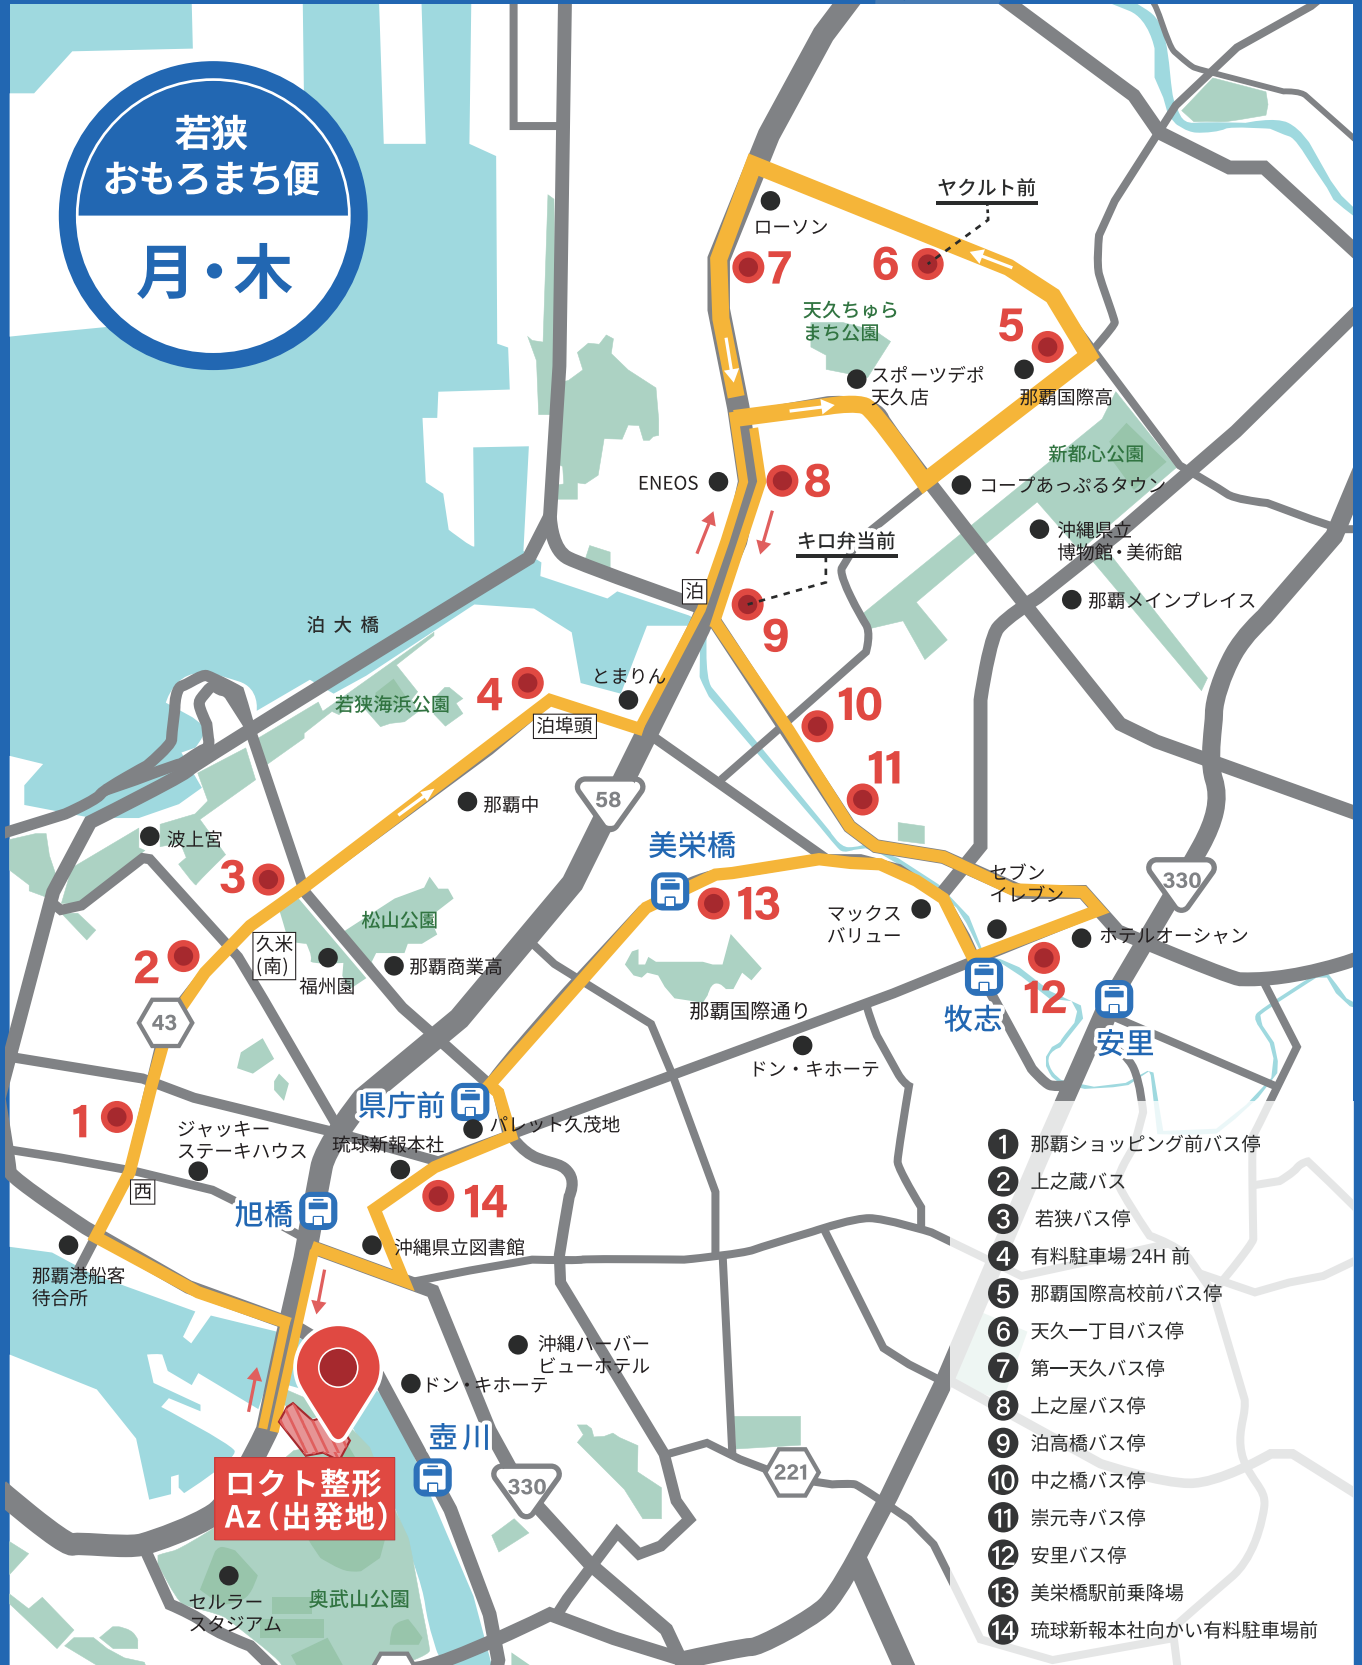 若狭
おもろまち便
月・木
ヤクルト前
ローソン
7
6
5
天久ちゅら
まち公園
スポーツデポ
天久店
那覇国際高
新都心公園
ENEOS
8
コープあっぷるタウン
キロ弁当前
沖縄県立
博物館・美術館
泊
9
那覇メインプレイス
泊大橋
とまりん
4
若狭海浜公園
泊埠頭
10
11
58
那覇中
波上宮
3
美栄橋
13
セブン
イレブン
330
マックス
バリュー
ホテルオーシャン
松山公園
久米
(南)
2
福州園
那覇商業高
43
12
牧志
安里
那覇国際通り
ドン・キホーテ
県庁前
パレット久茂地
1
ジャッキー
ステーキハウス
琉球新報本社
西
旭橋
14
沖縄県立図書館
那覇港船客
待合所
沖縄ハーバー
ビューホテル
ドン・キホーテ
壺川
330
221
ロクト整形
Az（出発地）
セルラー
スタジアム
奥武山公園
1 那覇ショッピング前バス停
2 上之蔵バス
3 若狭バス停
4 有料駐車場 24H 前
5 那覇国際高校前バス停
6 天久一丁目バス停
7 第一天久バス停
8 上之屋バス停
9 泊高橋バス停
10 中之橋バス停
11 崇元寺バス停
12 安里バス停
13 美栄橋駅前乗降場
14 琉球新報本社向かい有料駐車場前